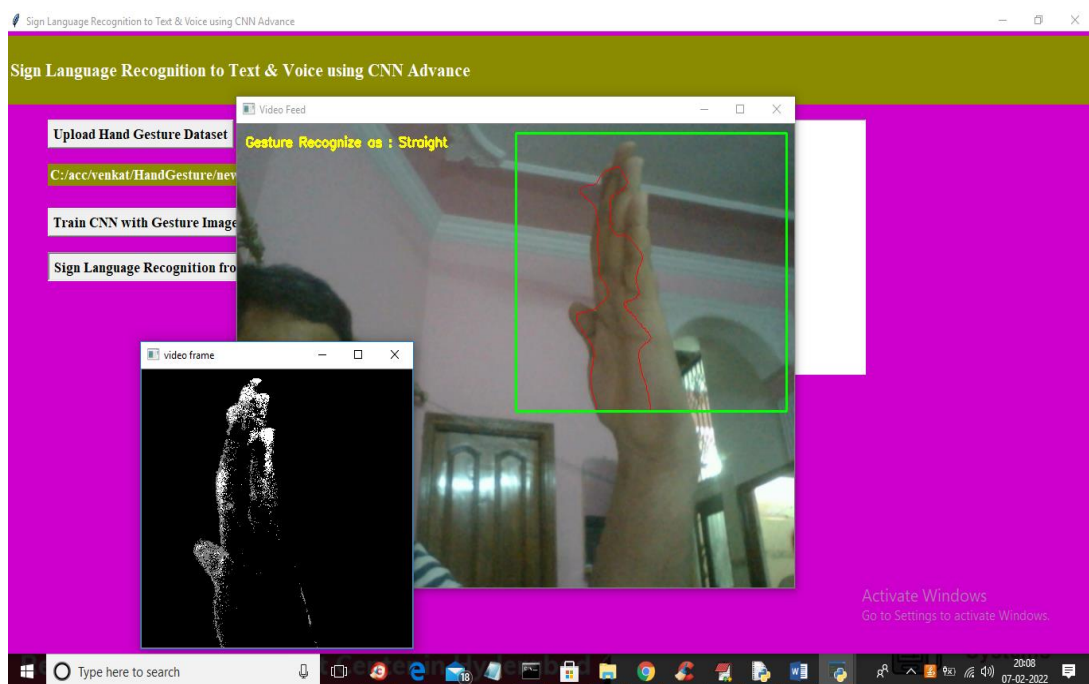 Sign Language Recognition to Text & Voice using CNN Advance
Sign Language Recognition to Text & Voice using CNN Advance
Video Feed
Upload Hand Gesture Dataset
Gesture Recognize as : Straight
C:/acc/venkat/HandGesture/new
Train CNN with Gesture Image
Sign Language Recognition fro
video frame
Activate Windows
Go to Settings to activate Windows.
Type here to search
18
20:08
07-02-2022